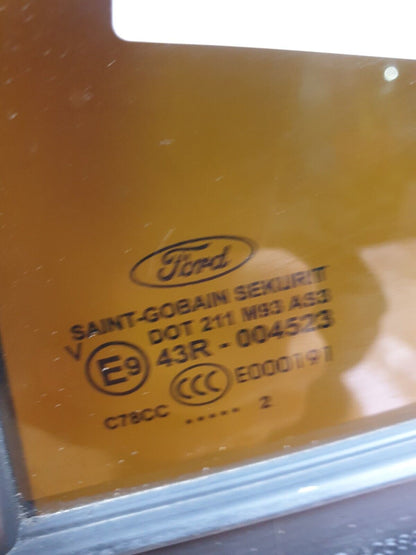 Ford
SAINT-GOBAIN SEKURIT
DOT 211 M93 AS3
V E9 43R - 004523
CCC E000191
C78CC
..... 2